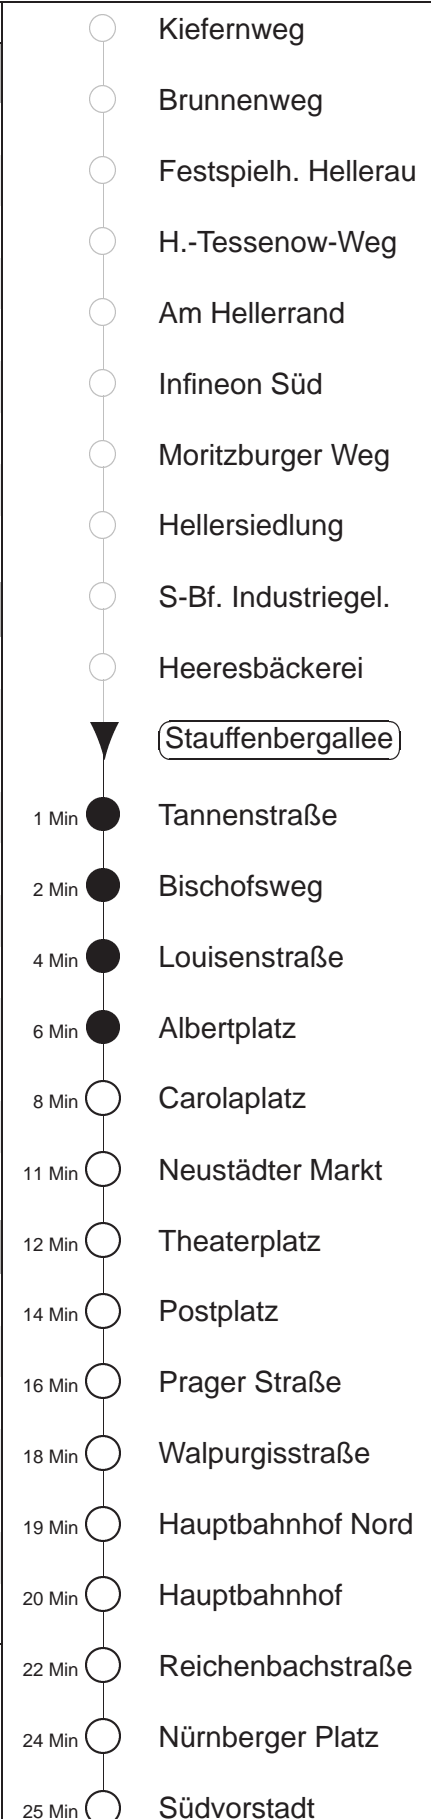 Kiefernweg
Brunnenweg
Festspielh. Hellerau
H.-Tessenow-Weg
Am Hellerrand
Infineon Süd
Moritzburger Weg
Hellersiedlung
S-Bf. Industriegel.
Heeresbäckerei
Stauffenbergallee
1 Min Tannenstraße
2 Min Bischofsweg
4 Min Louisenstraße
6 Min Albertplatz
8 Min Carolaplatz
11 Min Neustädter Markt
12 Min Theaterplatz
14 Min Postplatz
16 Min Prager Straße
18 Min Walpurgisstraße
19 Min Hauptbahnhof Nord
20 Min Hauptbahnhof
22 Min Reichenbachstraße
24 Min Nürnberger Platz
25 Min Südvorstadt